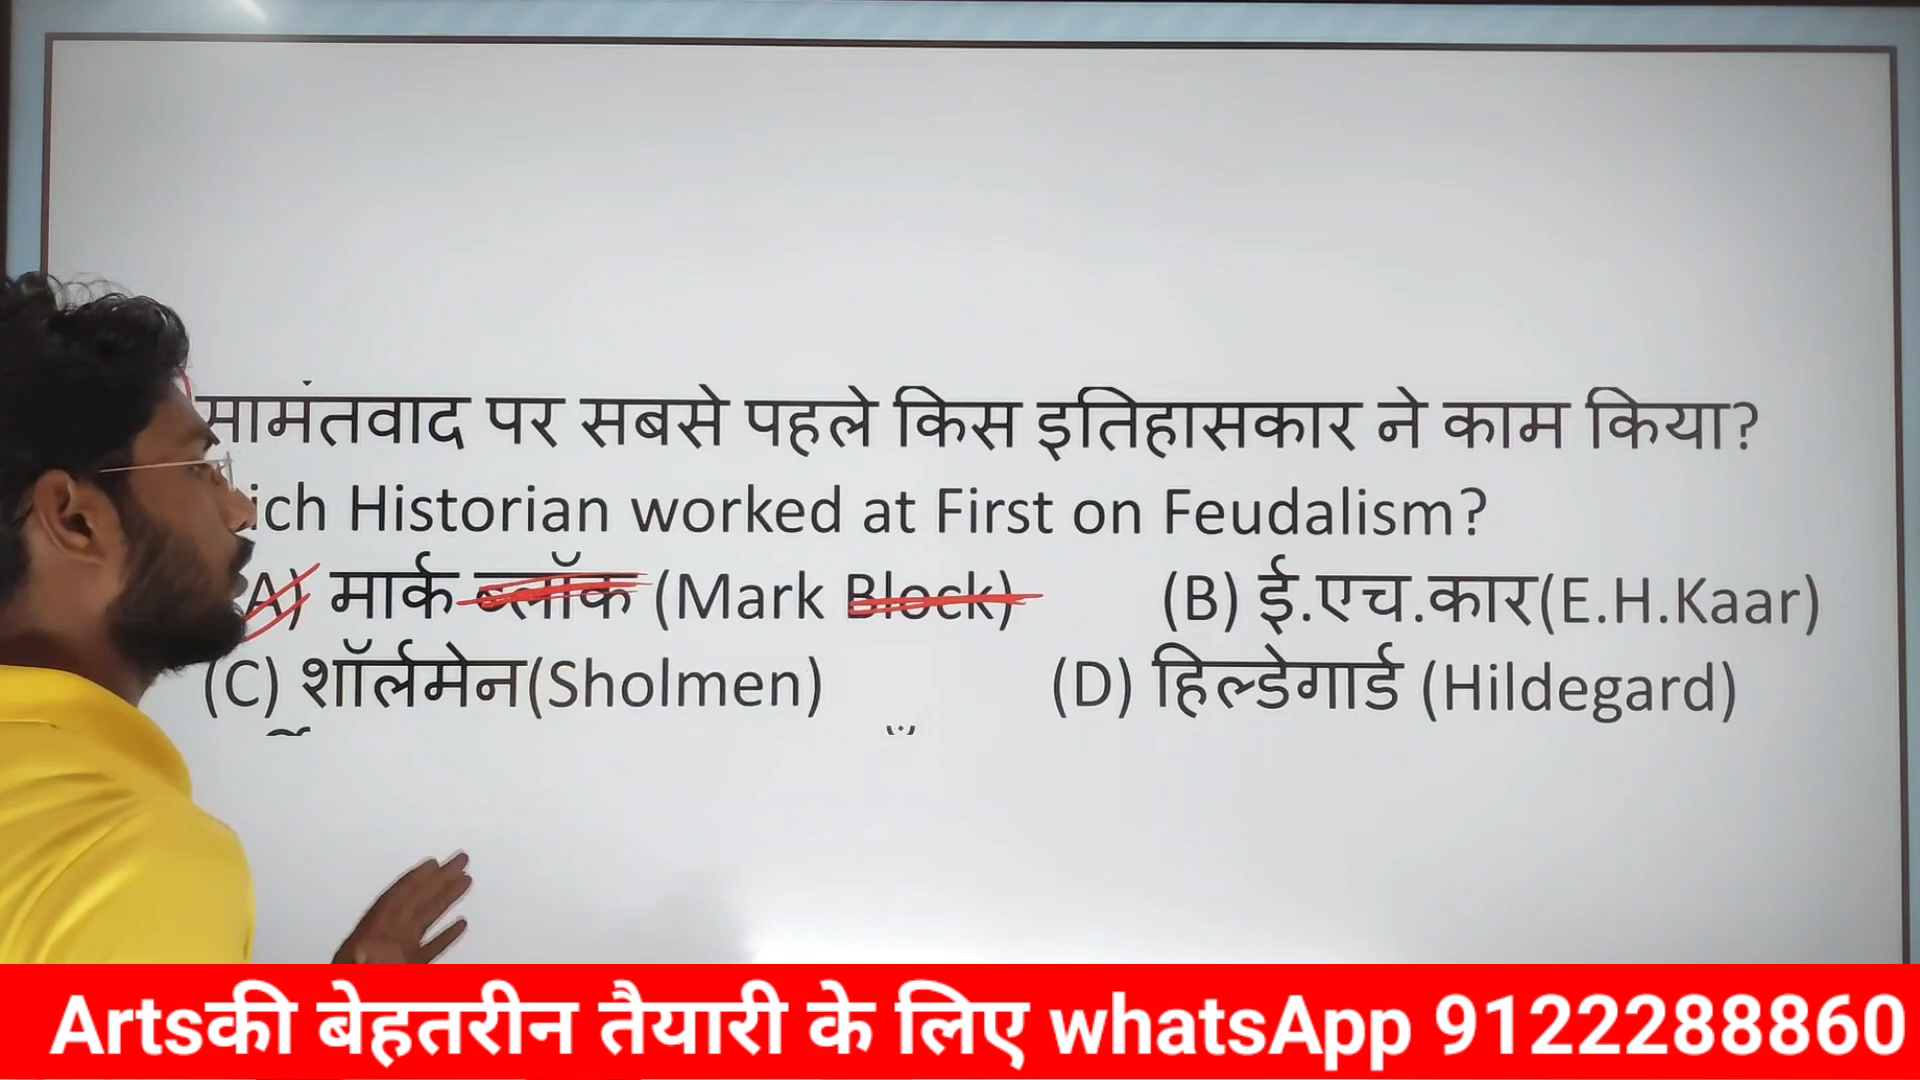 सामंतवाद पर सबसे पहले किस इतिहासकार ने काम किया?
Historian worked at First on Feudalism?
A) मार्क ब्लॉक (Mark Block) (B) ई.एच.कार(E.H.Kaar)
(C) शॉर्लमेन(Sholmen) (D) हिल्डेगार्ड (Hildegard)
Artsकी बेहतरीन तैयारी के लिए whatsApp 9122288860